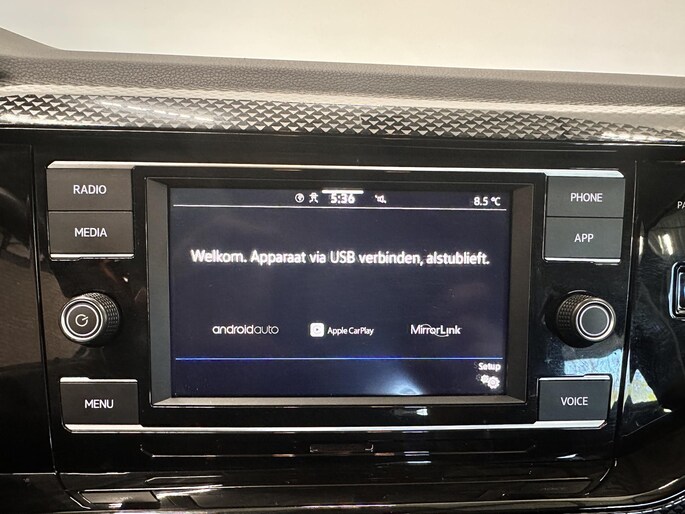 RADIO
MEDIA
MENU
5:36
8.5 °C
Welkom. Apparaat via USB verbinden, alstublieft.
androidauto
Apple CarPlay
MirrorLink
Setup
PHONE
APP
VOICE
PA